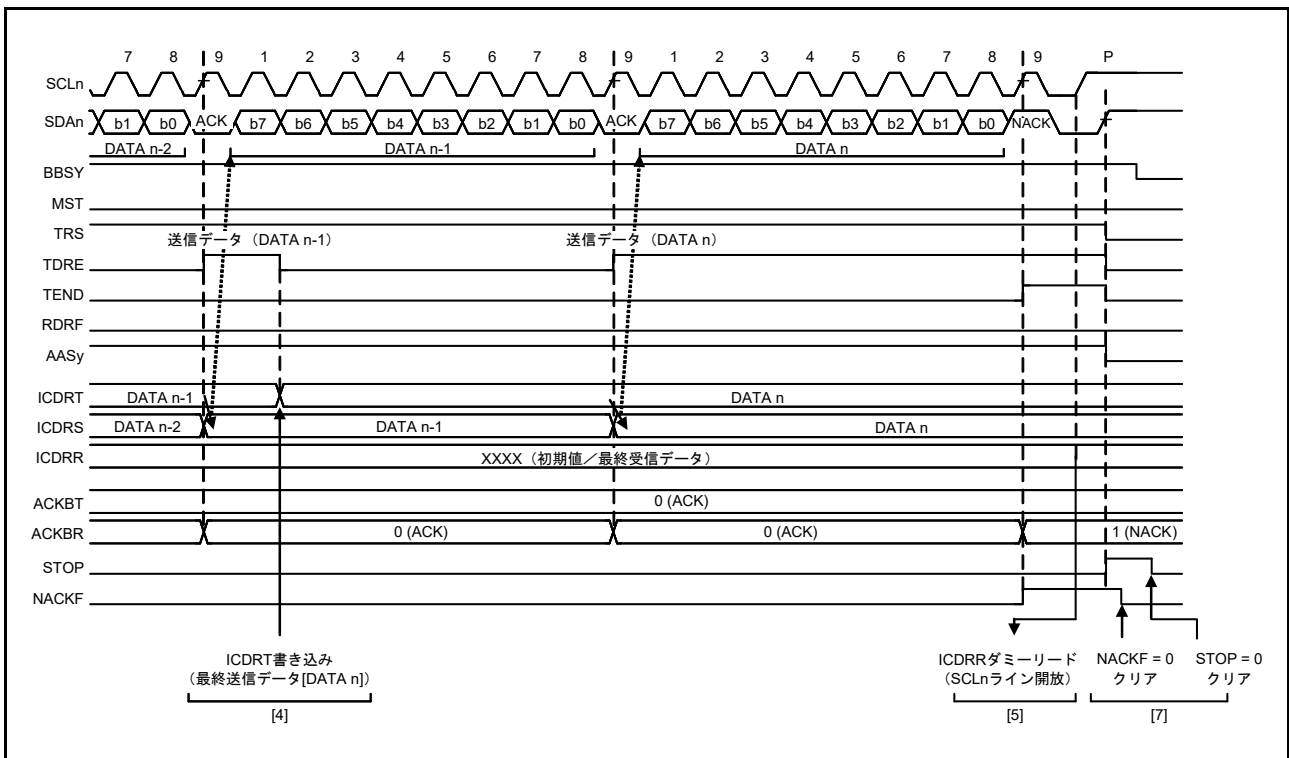 7 8 9 1 2 3 4 5 6 7 8 9 1 2 3 4 5 6 7 8 9 P
SCLn
SDAn b1 b0 ACK b7 b6 b5 b4 b3 b2 b1 b0 ACK b7 b6 b5 b4 b3 b2 b1 b0 NACK
DATA n-2 DATA n-1 DATA n
BBSY
MST
TRS
送信データ(DATA n-1) 送信データ(DATA n)
TDRE
TEND
RDRF
AASy
ICDRT DATA n-1 DATA n
ICDRS DATA n-2 DATA n-1 DATA n
ICDRR XXXX(初期値/最終受信データ)
ACKBT 0 (ACK)
ACKBR 0 (ACK) 0 (ACK) 1 (NACK)
STOP
NACKF
ICDRT書き込み ICDRRダミーリード NACKF = 0 STOP = 0
(最終送信データ[DATA n]) (SCLnライン開放) クリア クリア
[4] [5] [7]